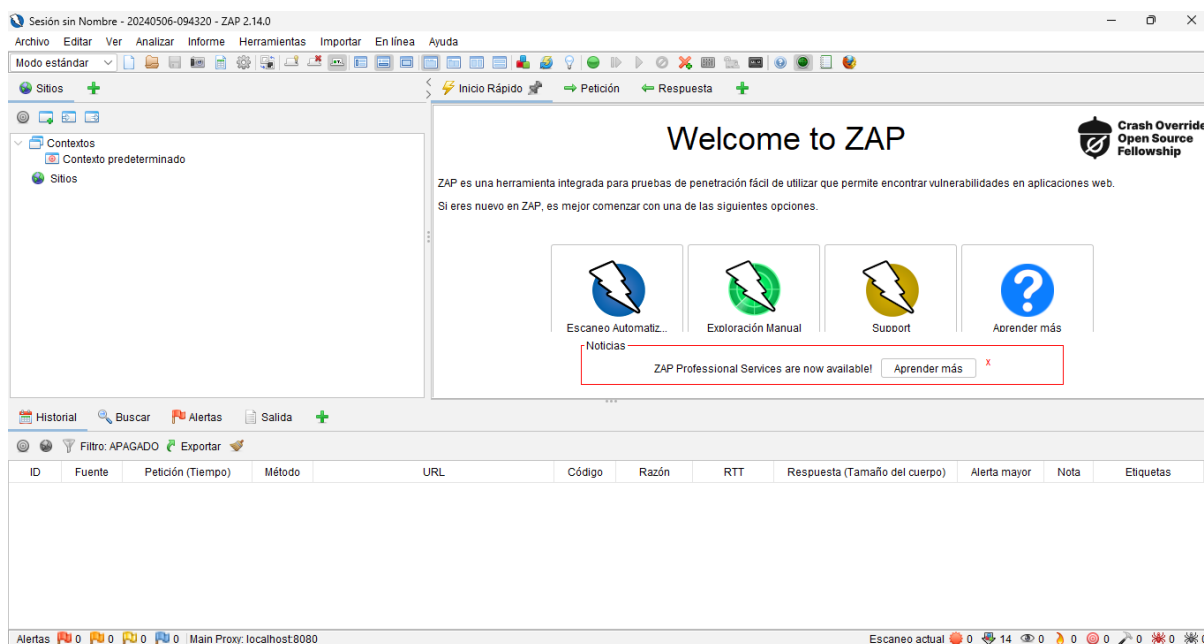 Sesión sin Nombre - 20240506-094320 - ZAP 2.14.0
Archivo Editar Ver Analizar Informe Herramientas Importar En línea Ayuda
Modo estándar
Sitios
Inicio Rápido Petición Respuesta
Contextos
Contexto predeterminado
Sitios
Welcome to ZAP
Crash Override
Open Source
Fellowship
ZAP es una herramienta integrada para pruebas de penetración fácil de utilizar que permite encontrar vulnerabilidades en aplicaciones web.
Si eres nuevo en ZAP, es mejor comenzar con una de las siguientes opciones.
Escaneo Automatiz... Exploración Manual Support Aprender más
Noticias
ZAP Professional Services are now available! Aprender más x
Historial Buscar Alertas Salida
Filtro: APAGADO Exportar
ID Fuente Petición (Tiempo) Método URL Código Razón RTT Respuesta (Tamaño del cuerpo) Alerta mayor Nota Etiquetas
Alertas 0 0 0 0 Main Proxy: localhost:8080 Escaneo actual 0 14 0 0 0 0 0 0